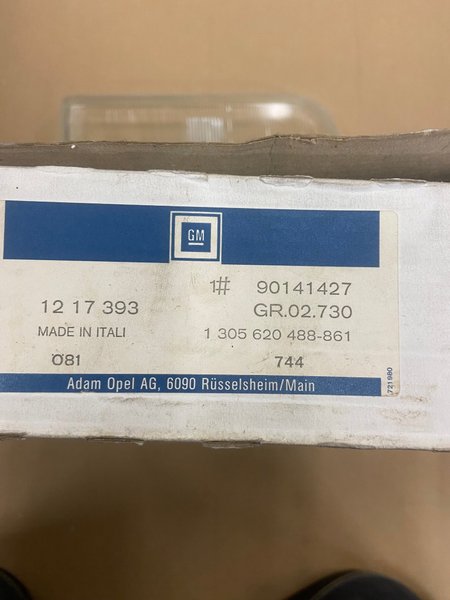 GM
1# 90141427
12 17 393 GR.02.730
MADE IN ITALI 1 305 620 488-861
081 744
Adam Opel AG, 6090 Rüsselsheim/Main
721980